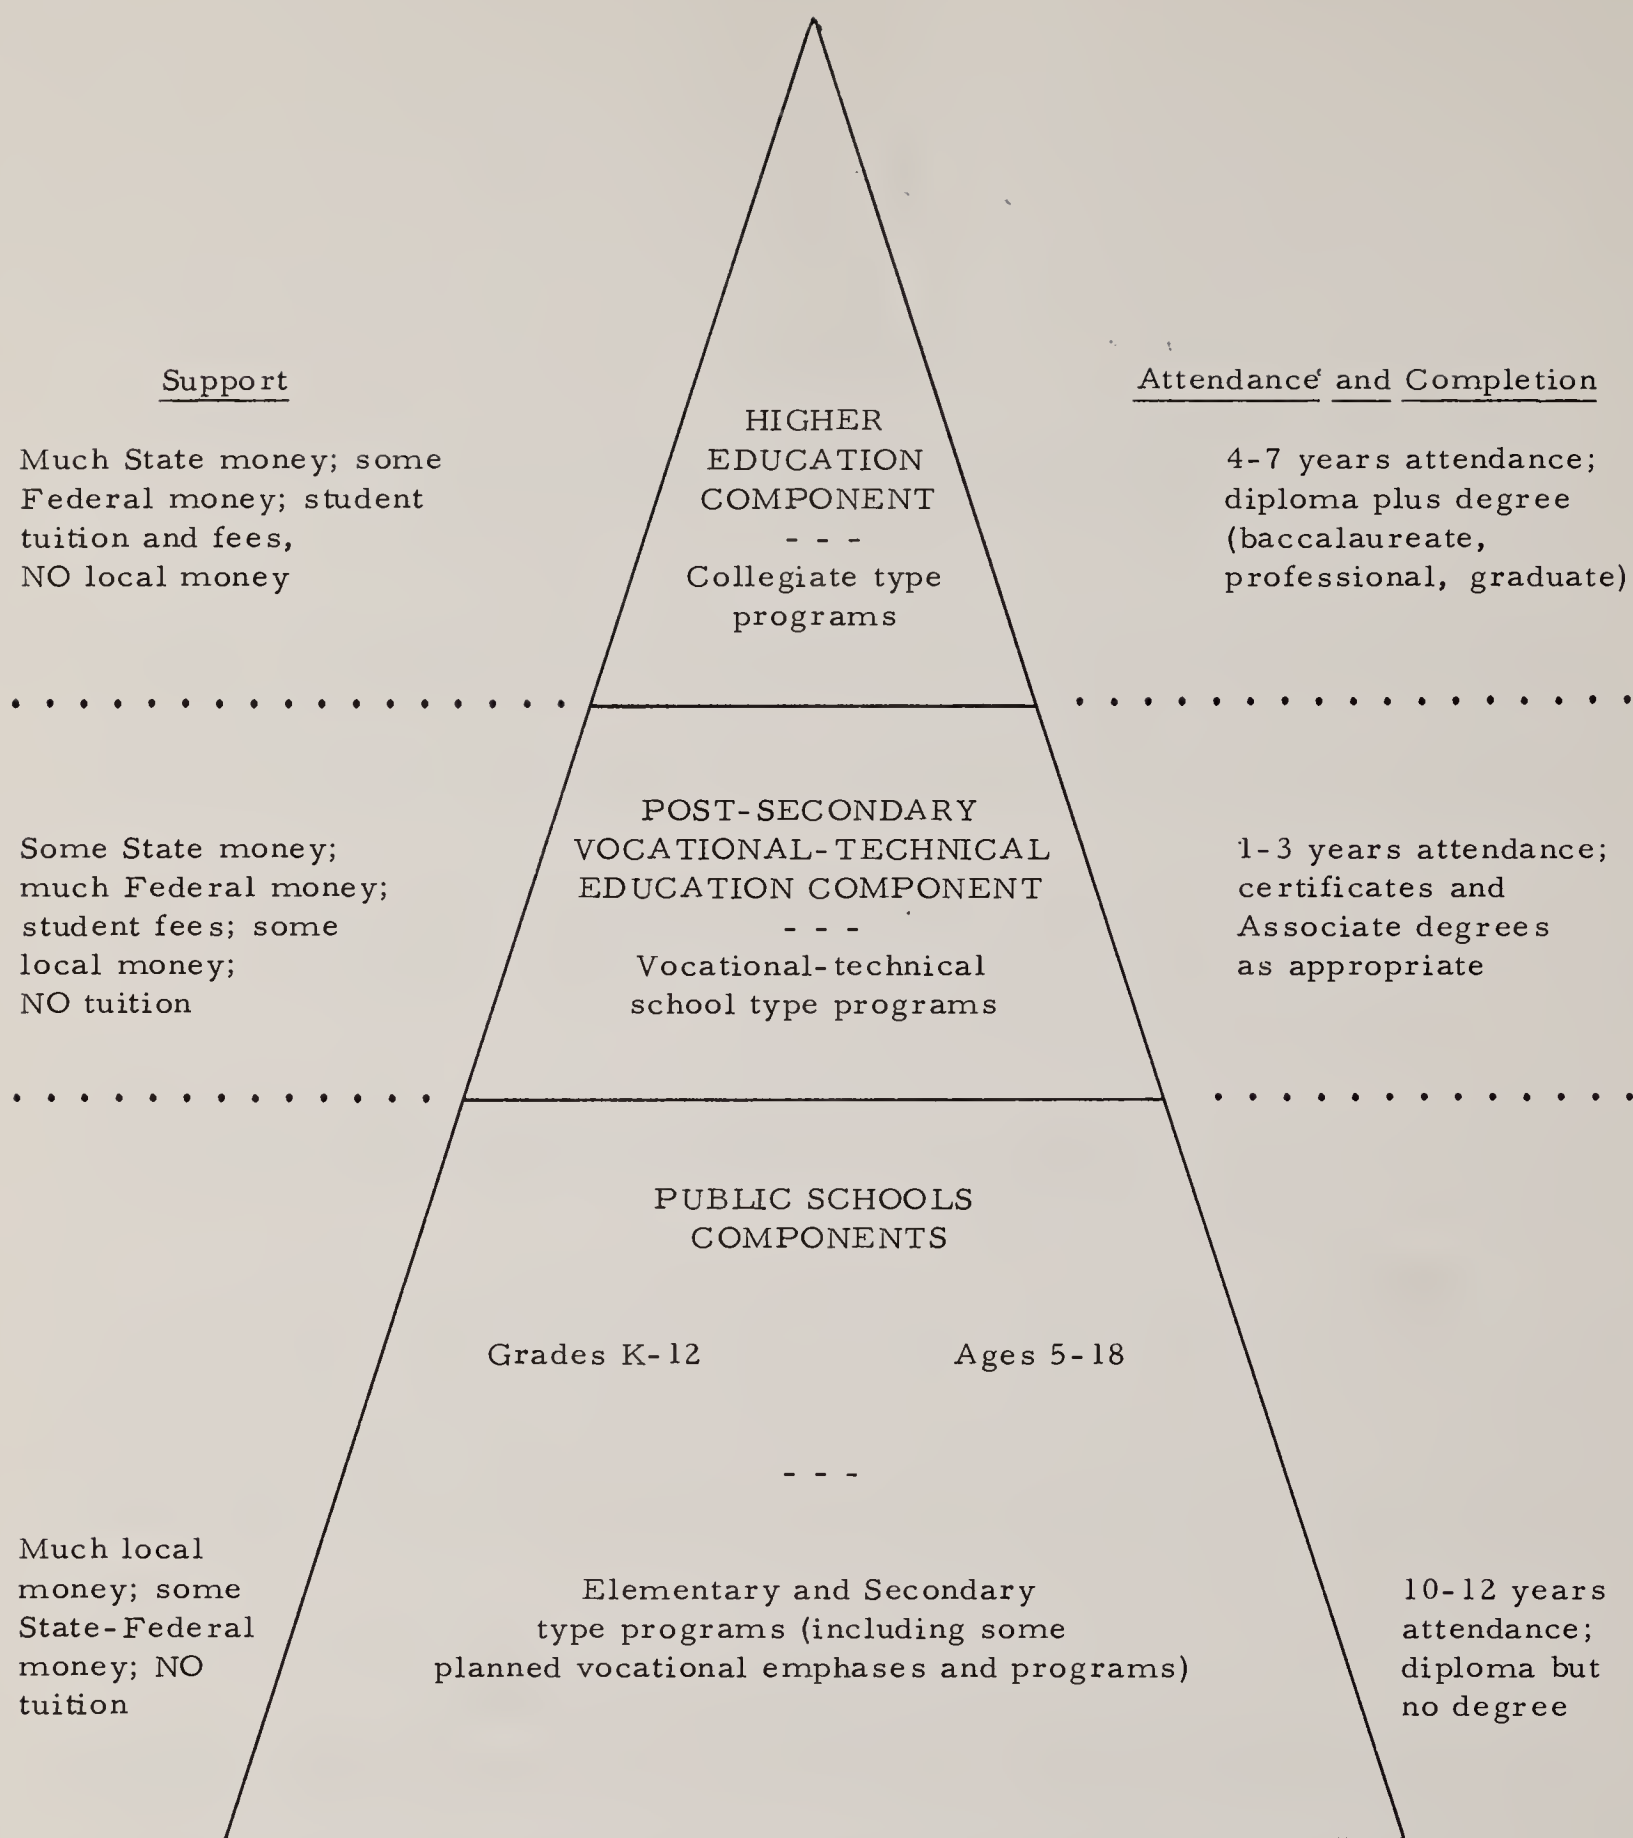 Support
Attendance and Completion
HIGHER
EDUCATION
COMPONENT
- - -
Collegiate type
programs
Much State money; some
Federal money; student
tuition and fees,
NO local money
4-7 years attendance;
diploma plus degree
(baccalaureate,
professional, graduate)
POST-SECONDARY
VOCATIONAL-TECHNICAL
EDUCATION COMPONENT
- - -
Vocational-technical
school type programs
Some State money;
much Federal money;
student fees; some
local money;
NO tuition
1-3 years attendance;
certificates and
Associate degrees
as appropriate
PUBLIC SCHOOLS
COMPONENTS
Grades K-12
Ages 5-18
- - -
Elementary and Secondary
type programs (including some
planned vocational emphases and programs)
Much local
money; some
State-Federal
money; NO
tuition
10-12 years
attendance;
diploma but
no degree